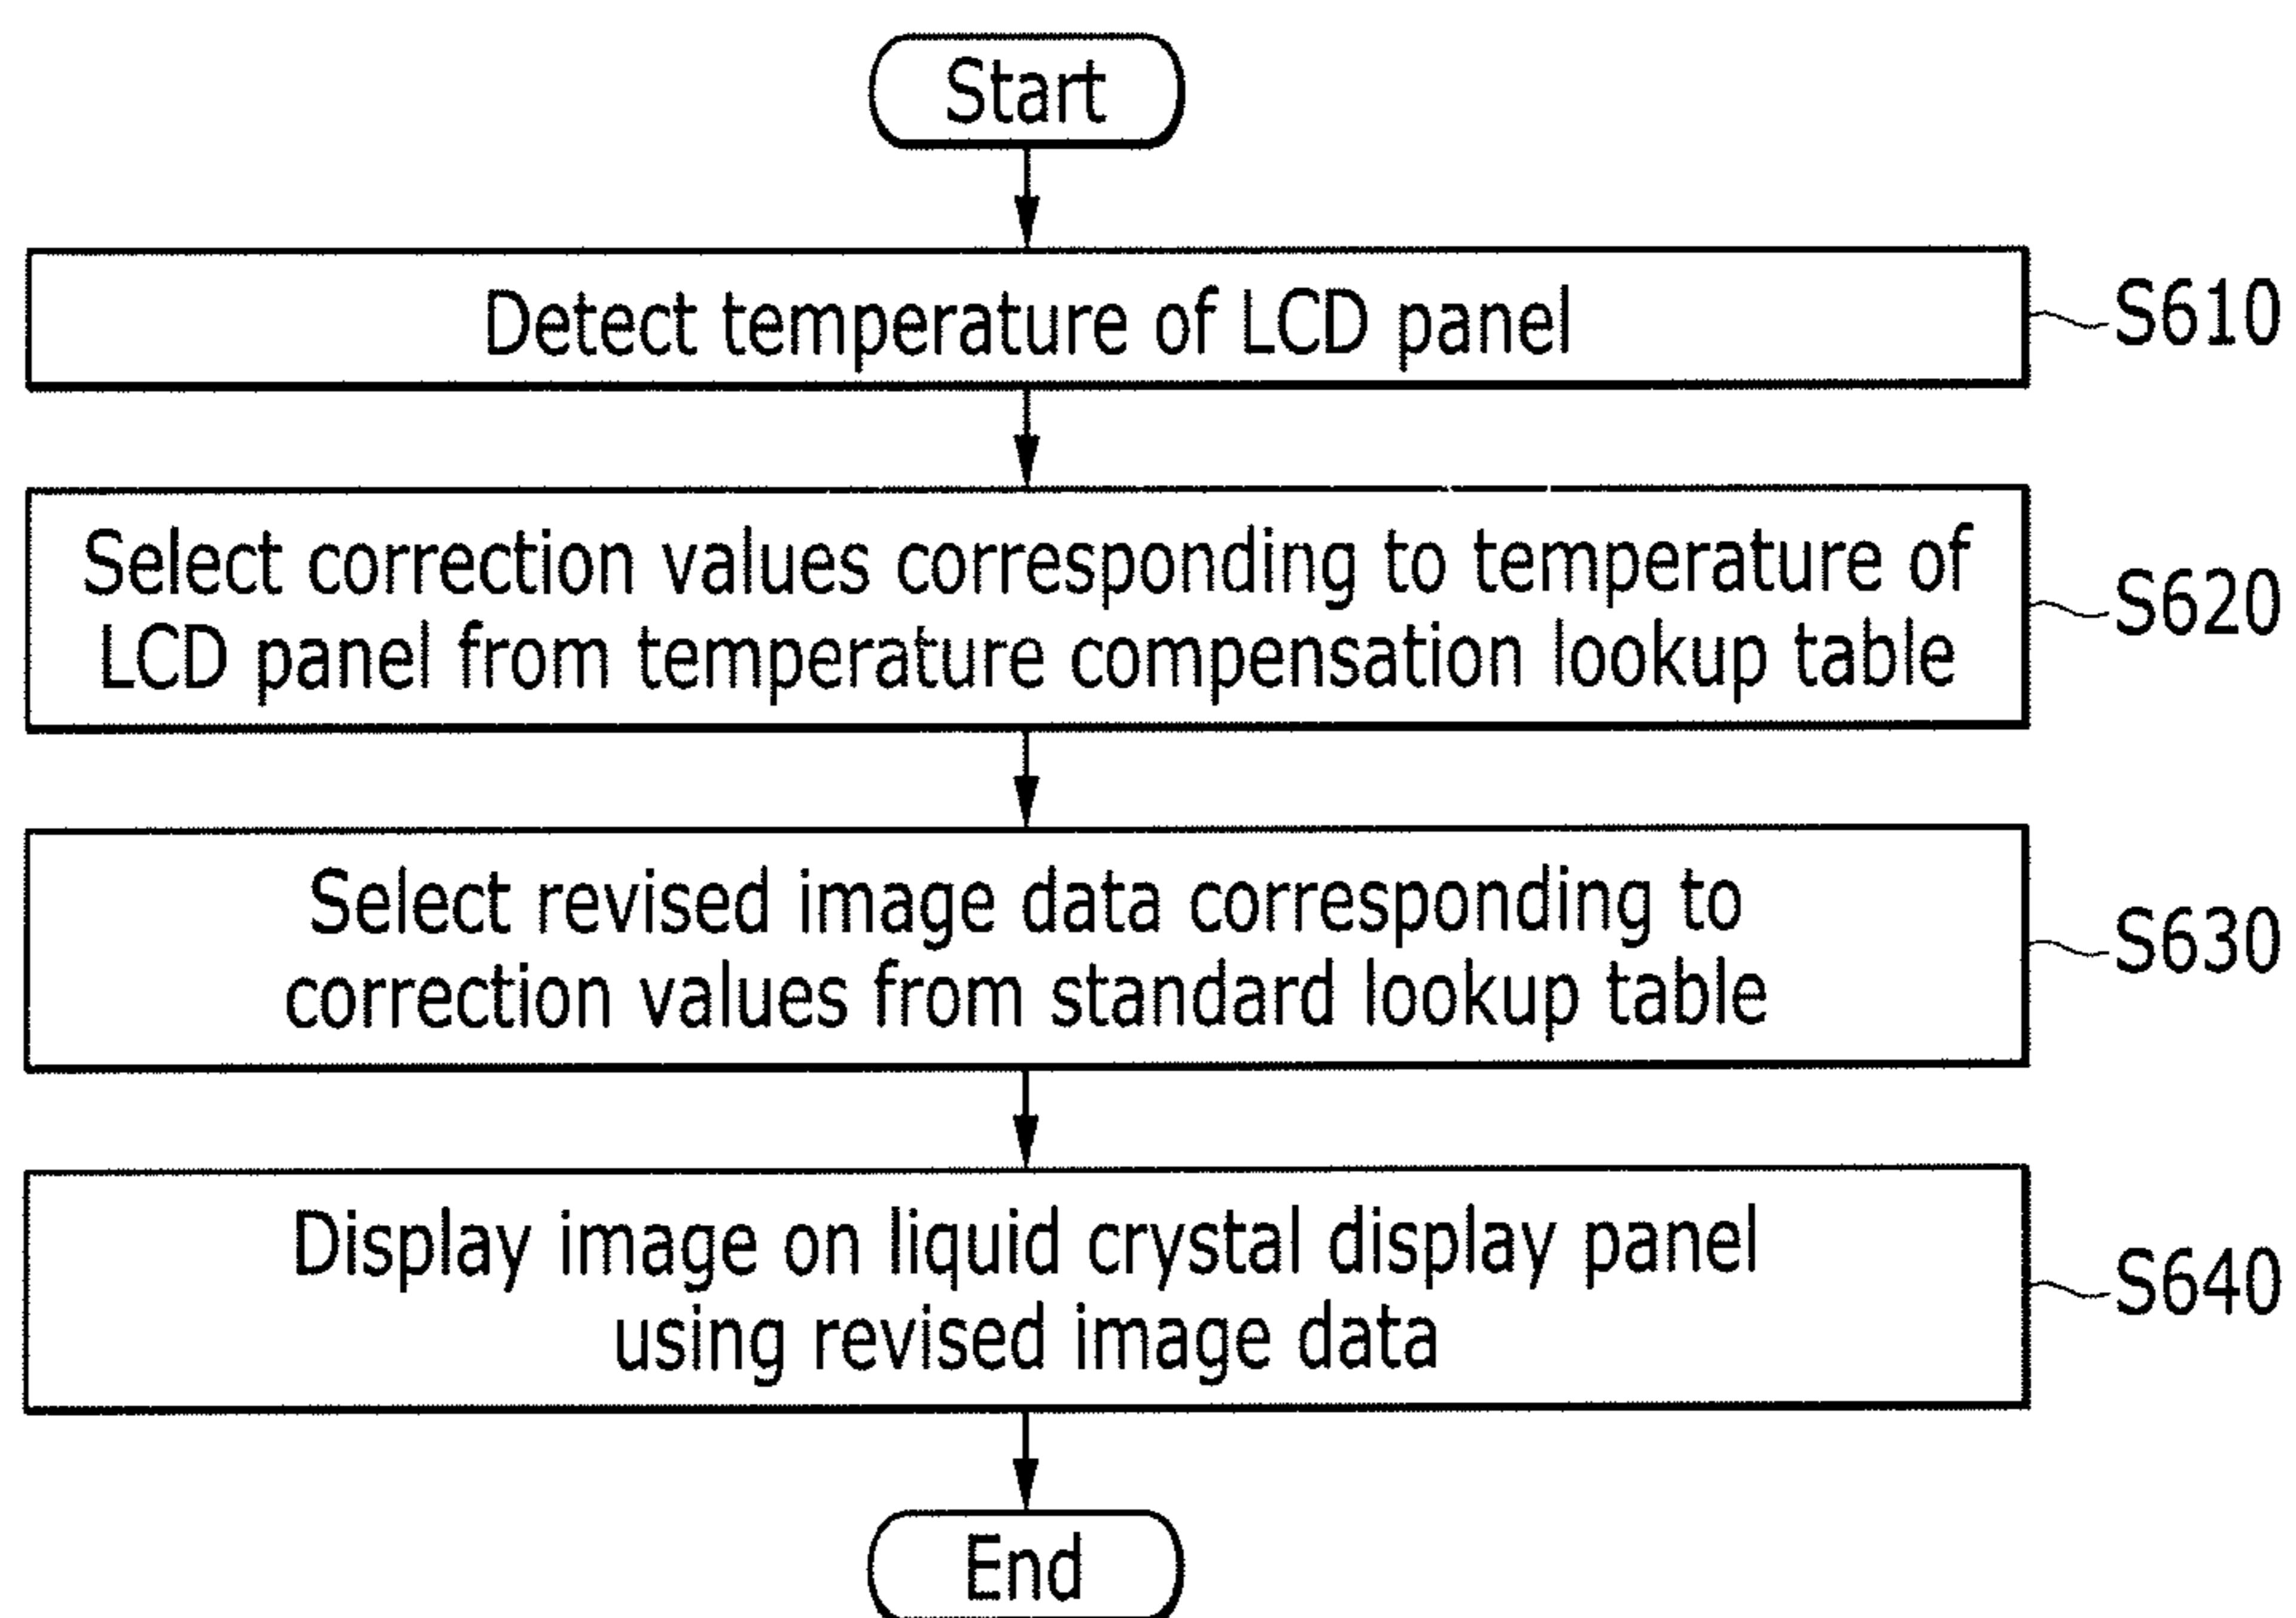 Start
Detect temperature of LCD panel
S610
Select correction values corresponding to temperature of
LCD panel from temperature compensation lookup table
S620
Select revised image data corresponding to
correction values from standard lookup table
S630
Display image on liquid crystal display panel
using revised image data
S640
End